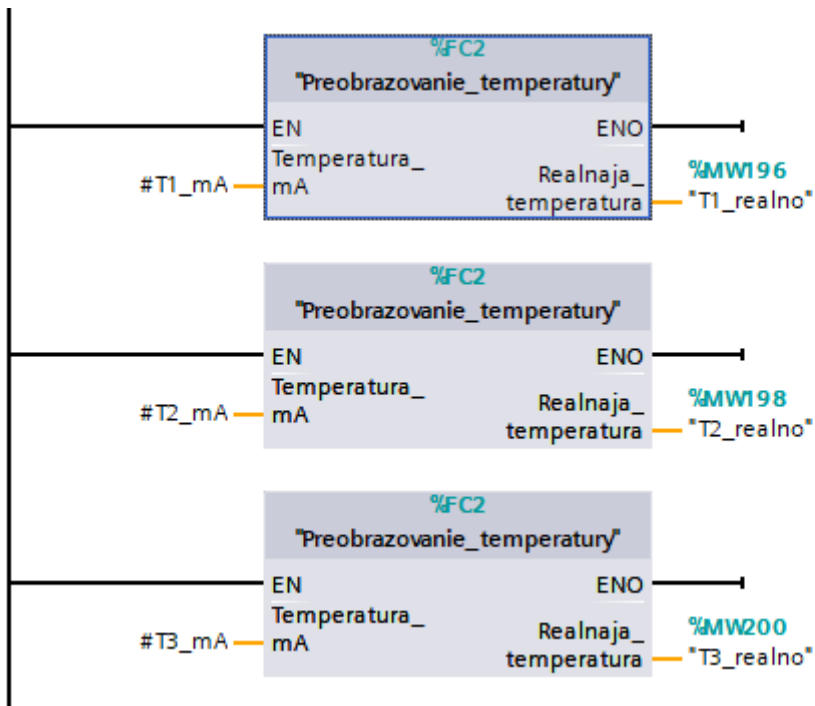 %FC2
"Preobrazovanie_temperatury"
EN ENO
Temperatura_
mA
#T1_mA
Realnaja_
temperatura
%MW196
"T1_realno"
%FC2
"Preobrazovanie_temperatury"
EN ENO
Temperatura_
mA
#T2_mA
Realnaja_
temperatura
%MW198
"T2_realno"
%FC2
"Preobrazovanie_temperatury"
EN ENO
Temperatura_
mA
#T3_mA
Realnaja_
temperatura
%MW200
"T3_realno"